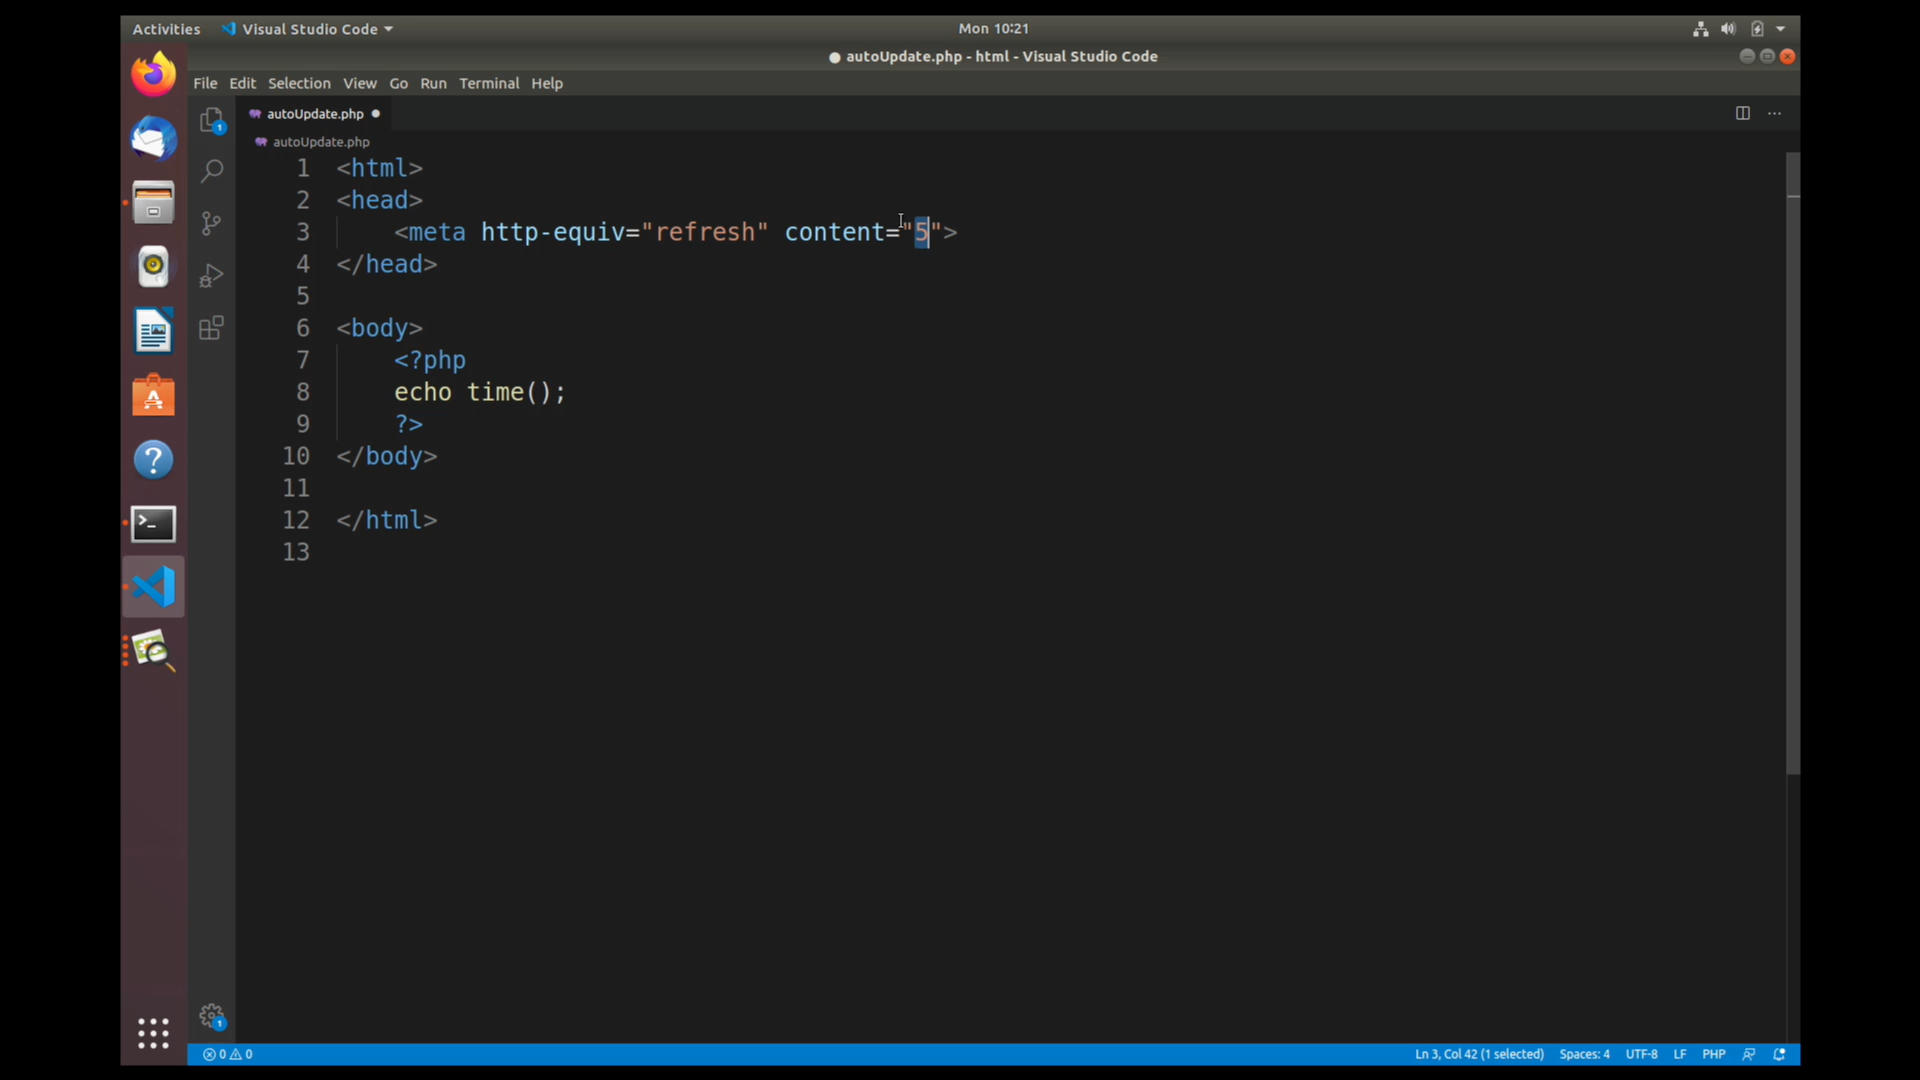 Activities Visual Studio Code Mon 10:21
● autoUpdate.php - html - Visual Studio Code
File Edit Selection View Go Run Terminal Help
autoUpdate.php ●
autoUpdate.php
1 <html>
2 <head>
3 <meta http-equiv="refresh" content="5">
4 </head>
5
6 <body>
7 <?php
8 echo time();
9 ?>
10 </body>
11
12 </html>
13
1
0 0 Ln 3, Col 42 (1 selected) Spaces: 4 UTF-8 LF PHP